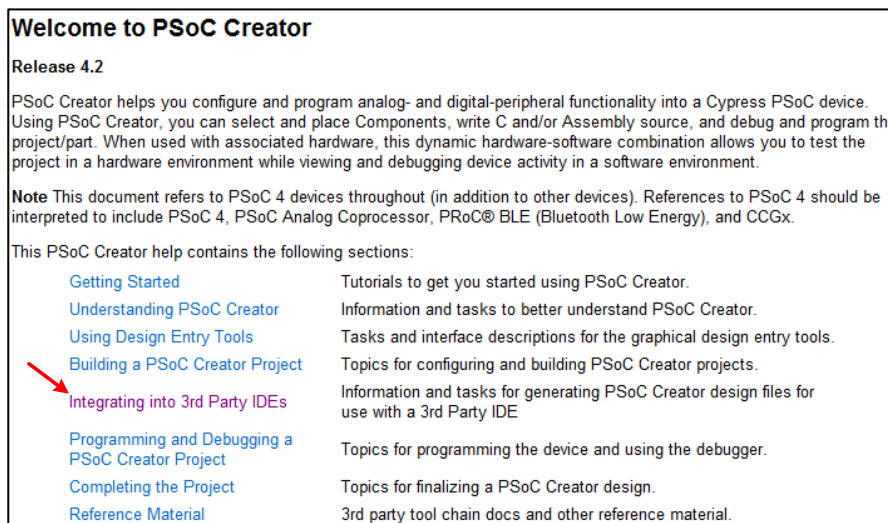 Welcome to PSoC Creator
Release 4.2
PSoC Creator helps you configure and program analog- and digital-peripheral functionality into a Cypress PSoC device.
Using PSoC Creator, you can select and place Components, write C and/or Assembly source, and debug and program th
project/part. When used with associated hardware, this dynamic hardware-software combination allows you to test the
project in a hardware environment while viewing and debugging device activity in a software environment.
Note This document refers to PSoC 4 devices throughout (in addition to other devices). References to PSoC 4 should be
interpreted to include PSoC 4, PSoC Analog Coprocessor, PRoC® BLE (Bluetooth Low Energy), and CCGx.
This PSoC Creator help contains the following sections:
Getting Started Tutorials to get you started using PSoC Creator.
Understanding PSoC Creator Information and tasks to better understand PSoC Creator.
Using Design Entry Tools Tasks and interface descriptions for the graphical design entry tools.
Building a PSoC Creator Project Topics for configuring and building PSoC Creator projects.
Integrating into 3rd Party IDEs Information and tasks for generating PSoC Creator design files for
use with a 3rd Party IDE
Programming and Debugging a
PSoC Creator Project Topics for programming the device and using the debugger.
Completing the Project Topics for finalizing a PSoC Creator design.
Reference Material 3rd party tool chain docs and other reference material.